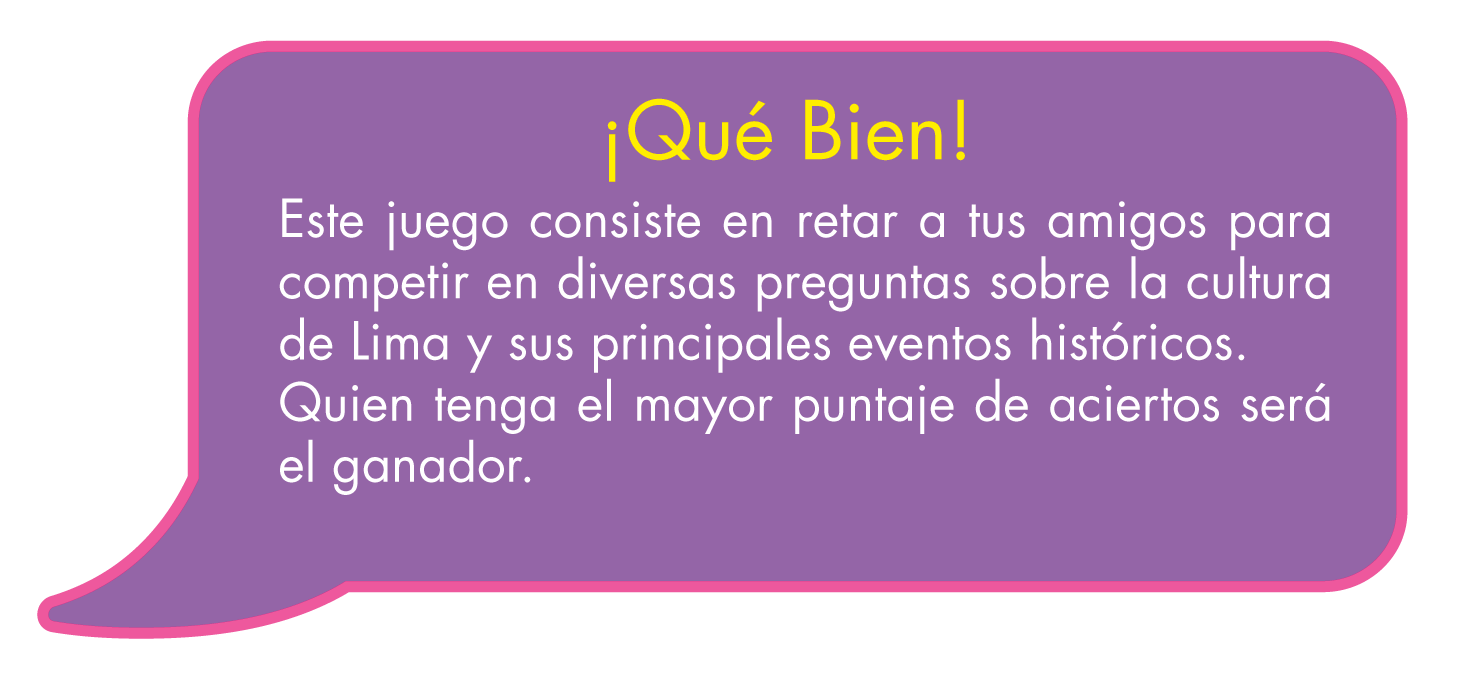 ¡Qué Bien!
Este juego consiste en retar a tus amigos para
competir en diversas preguntas sobre la cultura
de Lima y sus principales eventos históricos.
Quien tenga el mayor puntaje de aciertos será
el ganador.